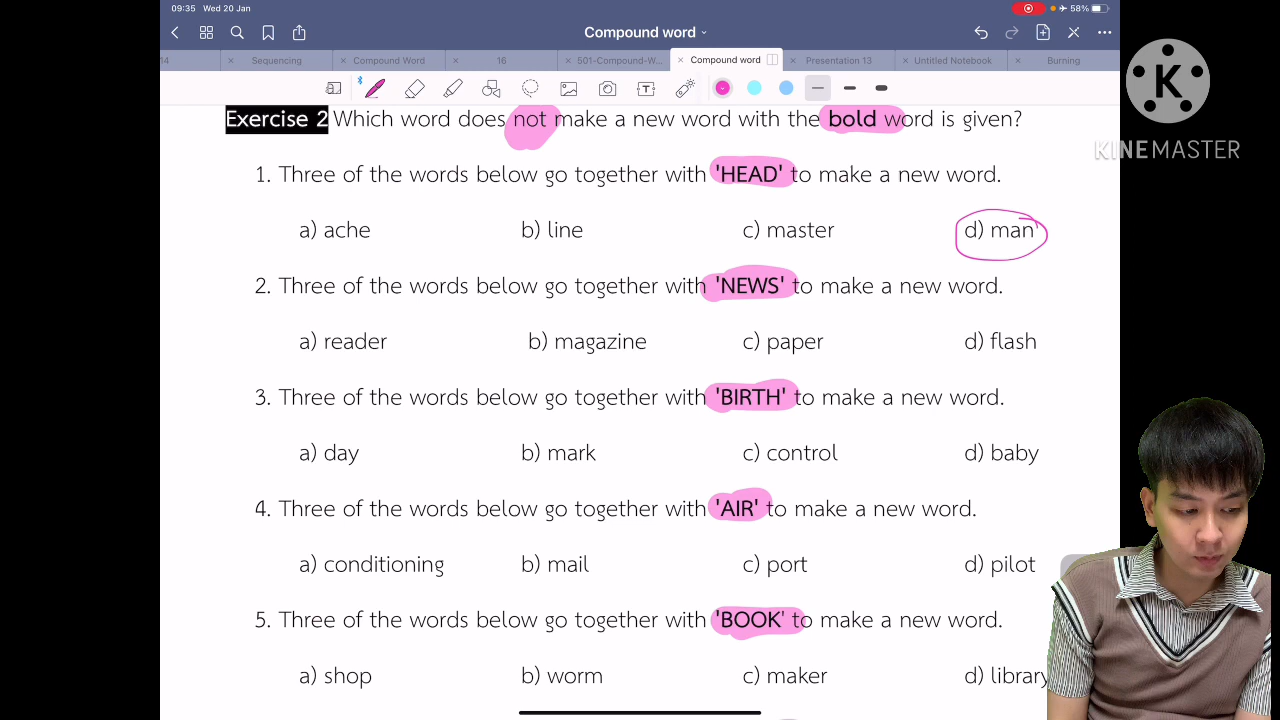 09:35 Wed 20 Jan 58%
Compound word
14 Sequencing Compound Word 16 501-Compound-W... Compound word Presentation 13 Untitled Notebook Burning
K
KINEMASTER
Exercise 2 Which word does not make a new word with the bold word is given?
1. Three of the words below go together with 'HEAD' to make a new word.
a) ache b) line c) master d) man
2. Three of the words below go together with 'NEWS' to make a new word.
a) reader b) magazine c) paper d) flash
3. Three of the words below go together with 'BIRTH' to make a new word.
a) day b) mark c) control d) baby
4. Three of the words below go together with 'AIR' to make a new word.
a) conditioning b) mail c) port d) pilot
5. Three of the words below go together with 'BOOK' to make a new word.
a) shop b) worm c) maker d) library